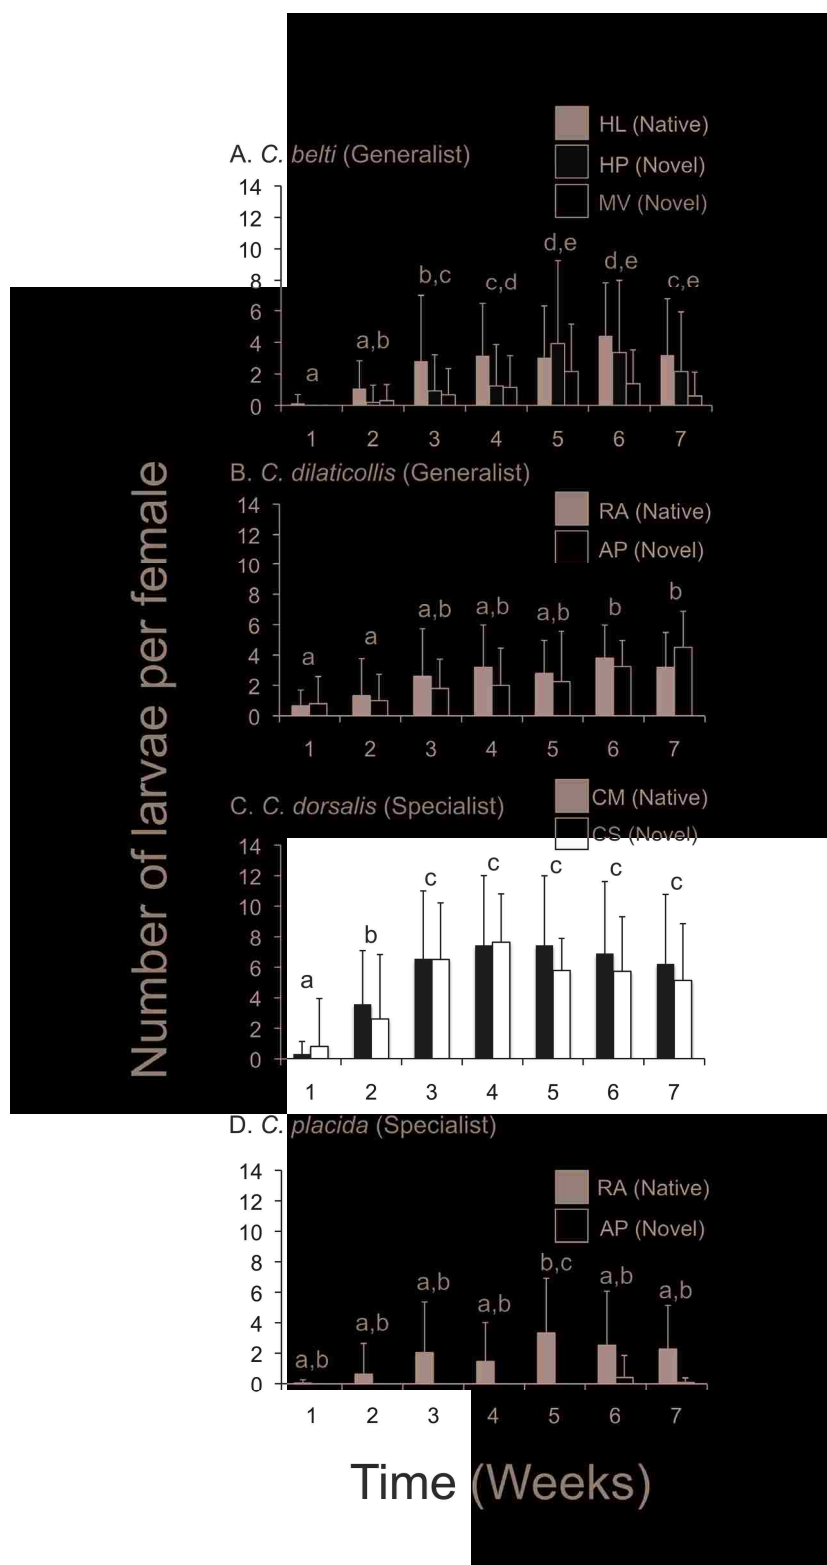 HL (Native)
A. C. belti (Generalist)
HP (Novel)
MV (Novel)
14
12
10
8
6
4
2
0
a
a,b
b,c
c,d
d,e
d,e
c,e
1 2 3 4 5 6 7
B. C. dilaticollis (Generalist)
RA (Native)
AP (Novel)
14
12
10
8
6
4
2
0
a
a
a,b
a,b
a,b
b
b
1 2 3 4 5 6 7
Number of larvae per female
C. C. dorsalis (Specialist)
CM (Native)
CS (Novel)
14
12
10
8
6
4
2
0
a
b
c
c
c
c
c
1 2 3 4 5 6 7
D. C. placida (Specialist)
RA (Native)
AP (Novel)
14
12
10
8
6
4
2
0
a,b
a,b
a,b
a,b
b,c
a,b
a,b
1 2 3 4 5 6 7
Time (Weeks)